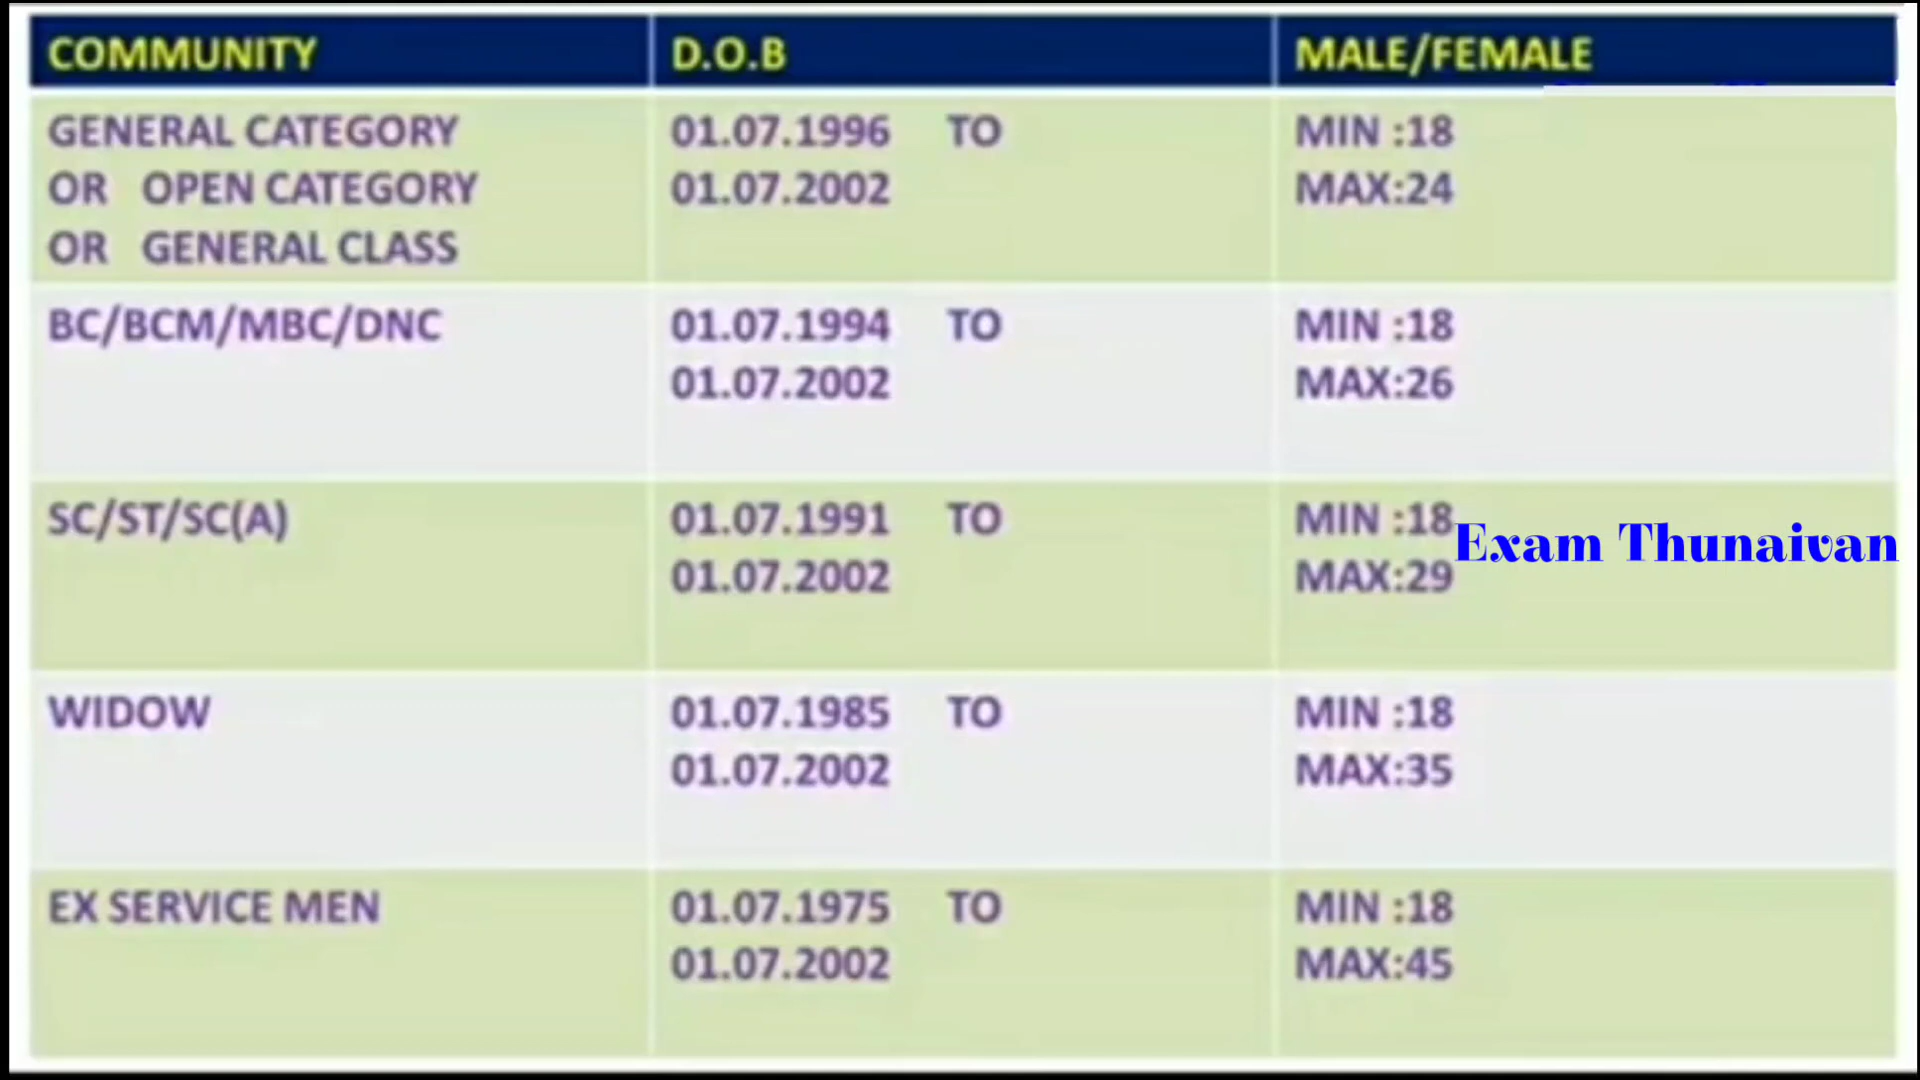 COMMUNITY D.O.B MALE/FEMALE
GENERAL CATEGORY 01.07.1996 TO MIN :18
OR OPEN CATEGORY 01.07.2002 MAX:24
OR GENERAL CLASS
BC/BCM/MBC/DNC 01.07.1994 TO MIN :18
01.07.2002 MAX:26
SC/ST/SC(A) 01.07.1991 TO MIN :18
Exam Thunaivan
01.07.2002 MAX:29
WIDOW 01.07.1985 TO MIN :18
01.07.2002 MAX:35
EX SERVICE MEN 01.07.1975 TO MIN :18
01.07.2002 MAX:45